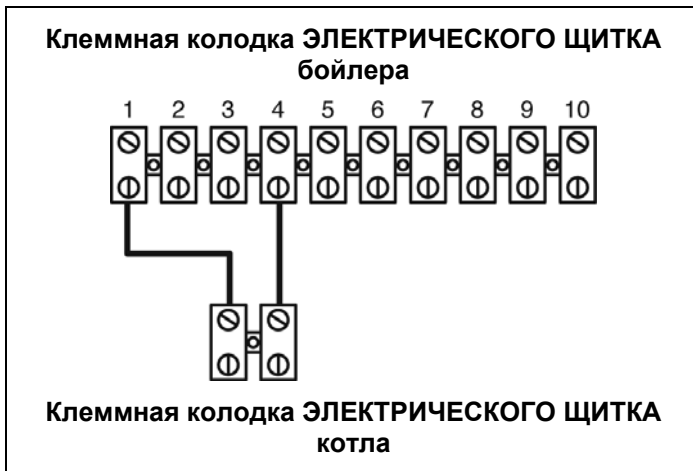 Клеммная колодка ЭЛЕКТРИЧЕСКОГО ЩИТКА
бойлера
1 2 3 4 5 6 7 8 9 10
Клеммная колодка ЭЛЕКТРИЧЕСКОГО ЩИТКА
котла